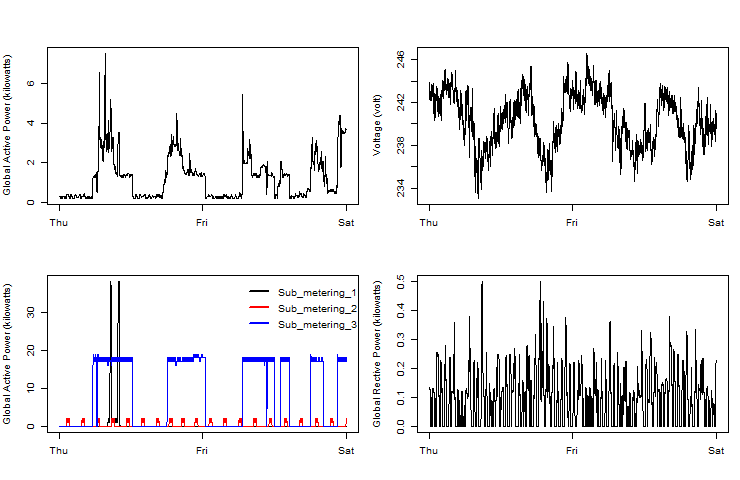 Global Active Power (kilowatts)
0 2 4 6
Thu Fri Sat
Voltage (volt)
234 238 242 246
Thu Fri Sat
Global Active Power (kilowatts)
0 10 20 30
Sub_metering_1
Sub_metering_2
Sub_metering_3
Thu Fri Sat
Global Rective Power (kilowatts)
0.0 0.1 0.2 0.3 0.4 0.5
Thu Fri Sat